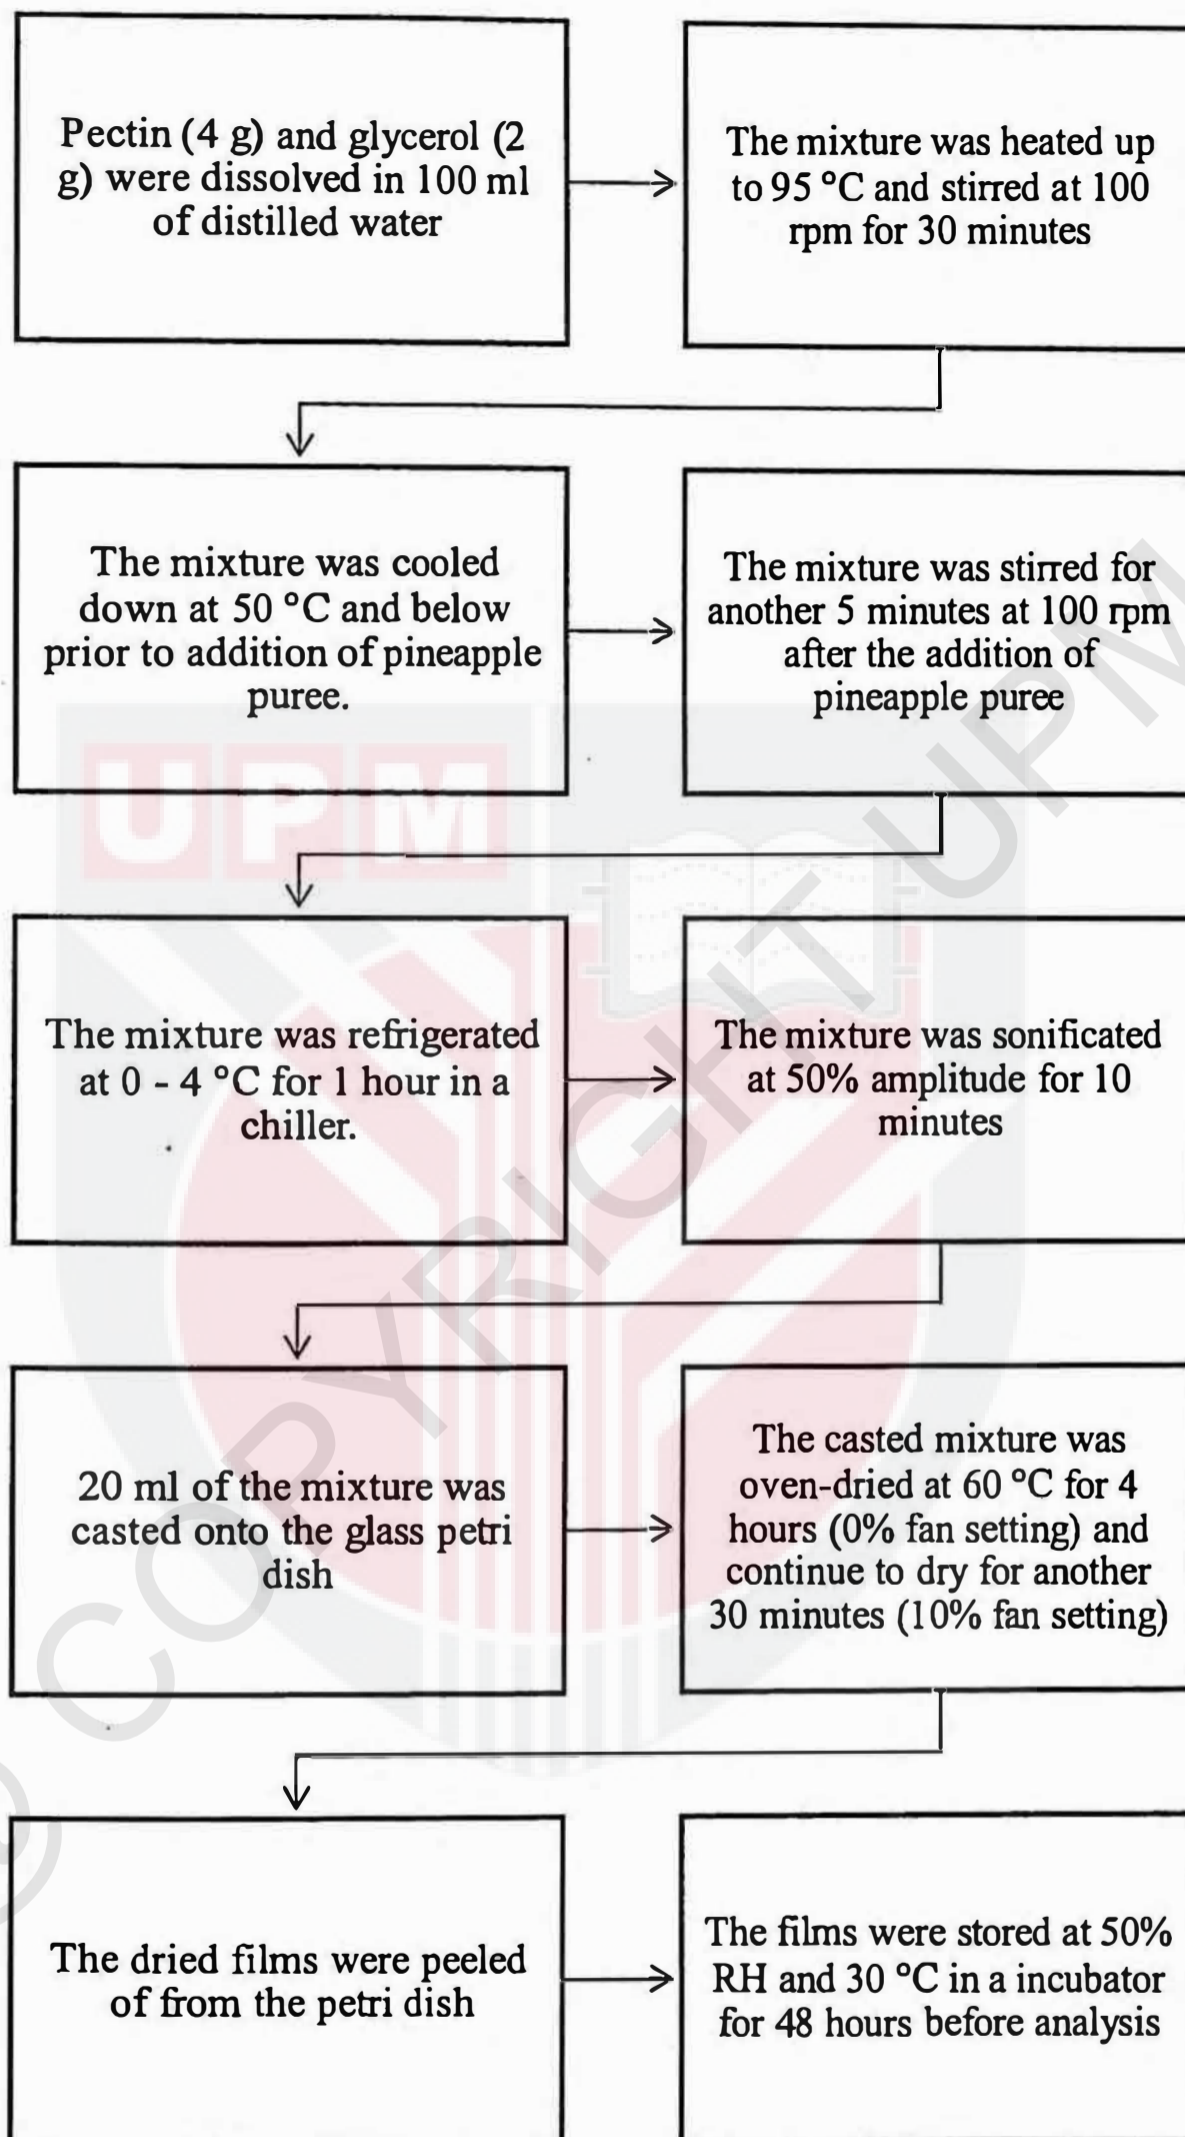 Pectin (4 g) and glycerol (2
g) were dissolved in 100 ml
of distilled water
The mixture was heated up
to 95 °C and stirred at 100
rpm for 30 minutes
The mixture was cooled
down at 50 °C and below
prior to addition of pineapple
puree.
The mixture was stirred for
another 5 minutes at 100 rpm
after the addition of
pineapple puree
The mixture was refrigerated
at 0 - 4 °C for 1 hour in a
chiller.
The mixture was sonificated
at 50% amplitude for 10
minutes
20 ml of the mixture was
casted onto the glass petri
dish
The casted mixture was
oven-dried at 60 °C for 4
hours (0% fan setting) and
continue to dry for another
30 minutes (10% fan setting)
The dried films were peeled
of from the petri dish
The films were stored at 50%
RH and 30 °C in a incubator
for 48 hours before analysis
UPM
© COPYRIGHT UPM